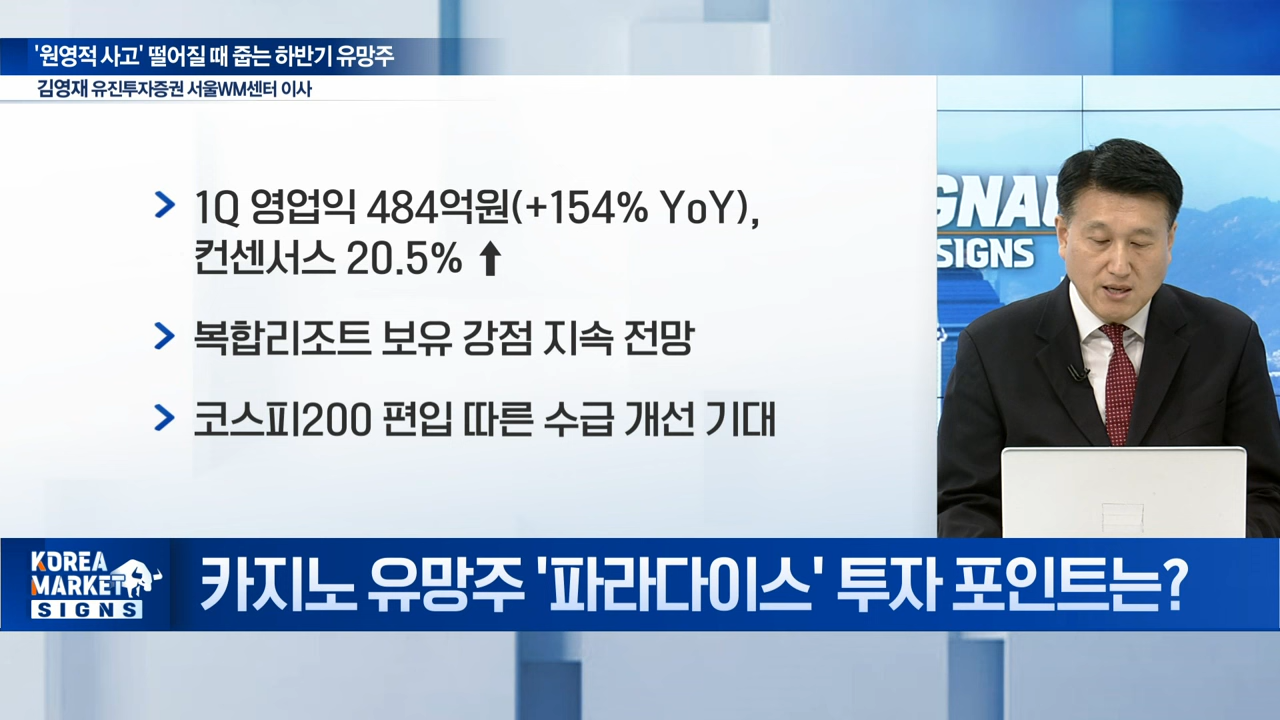 '원영적 사고' 떨어질 때 줍는 하반기 유망주
김영재 유진투자증권 서울WM센터 이사
1Q 영업익 484억원(+154% YoY),
컨센서스 20.5% ⬆
복합리조트 보유 강점 지속 전망
코스피200 편입 따른 수급 개선 기대
GNAL
SIGNS
KOREA
MARKET
SIGNS
카지노 유망주 '파라다이스' 투자 포인트는?